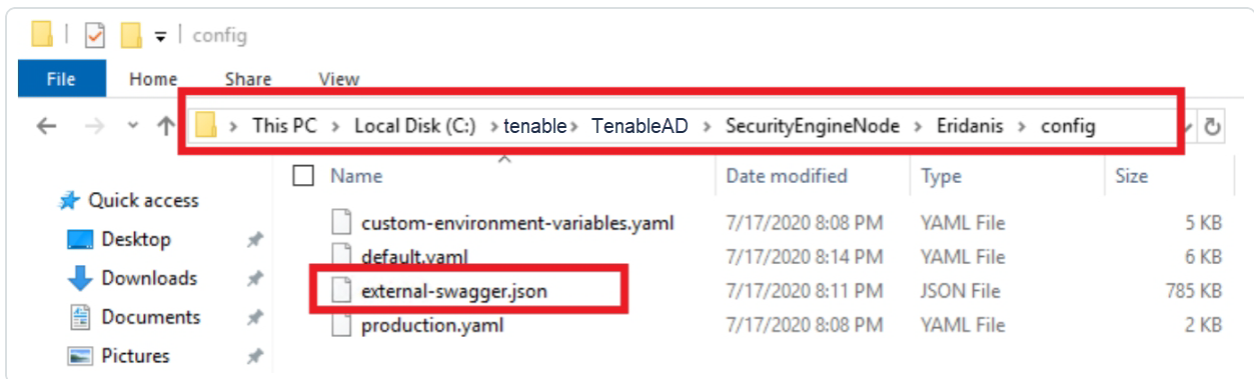 config
File Home Share View
This PC > Local Disk (C:) > tenable > TenableAD > SecurityEngineNode > Eridanis > config
Name Date modified Type Size
Quick access
custom-environment-variables.yaml 7/17/2020 8:08 PM YAML File 5 KB
Desktop
default.yaml 7/17/2020 8:14 PM YAML File 6 KB
Downloads
external-swagger.json 7/17/2020 8:11 PM JSON File 785 KB
Documents
production.yaml 7/17/2020 8:08 PM YAML File 2 KB
Pictures